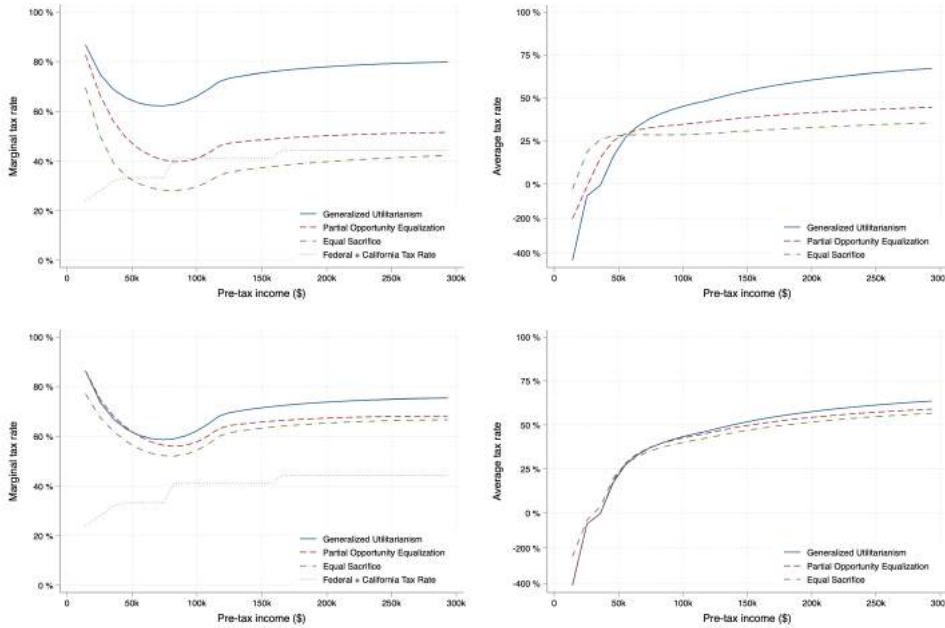 100 %
80 %
60 %
40 %
20 %
0 %
Marginal tax rate
0
50k
100k
150k
200k
250k
300k
Pre-tax income ($)
Generalized Utilitarianism
Partial Opportunity Equalization
Equal Sacrifice
Federal + California Tax Rate
100 %
75 %
50 %
25 %
0 %
-200 %
-400 %
Average tax rate
0
50k
100k
150k
200k
250k
300k
Pre-tax income ($)
Generalized Utilitarianism
Partial Opportunity Equalization
Equal Sacrifice
100 %
80 %
60 %
40 %
20 %
0 %
Marginal tax rate
0
50k
100k
150k
200k
250k
300k
Pre-tax income ($)
Generalized Utilitarianism
Partial Opportunity Equalization
Equal Sacrifice
Federal + California Tax Rate
100 %
75 %
50 %
25 %
0 %
-200 %
-400 %
Average tax rate
0
50k
100k
150k
200k
250k
300k
Pre-tax income ($)
Generalized Utilitarianism
Partial Opportunity Equalization
Equal Sacrifice